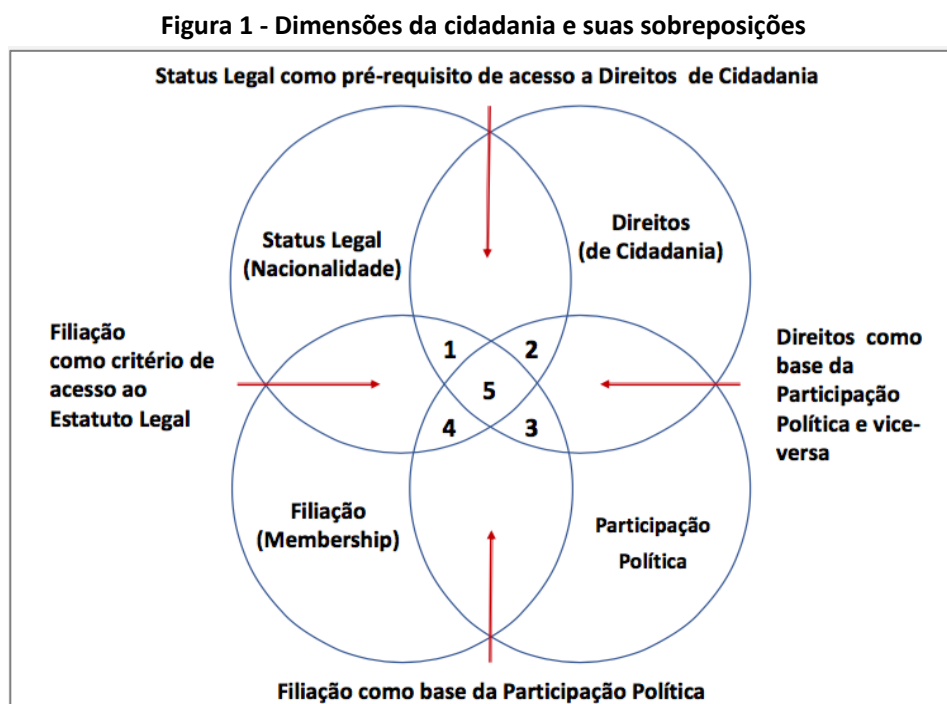 Figura 1 - Dimensões da cidadania e suas sobreposições
Status Legal como pré-requisito de acesso a Direitos de Cidadania
Status Legal
(Nacionalidade)
Direitos
(de Cidadania)
Filiação
como critério de
acesso ao
Estatuto Legal
1
2
5
4
3
Direitos como
base da
Participação
Política e vice-
versa
Filiação
(Membership)
Participação
Política
Filiação como base da Participação Política